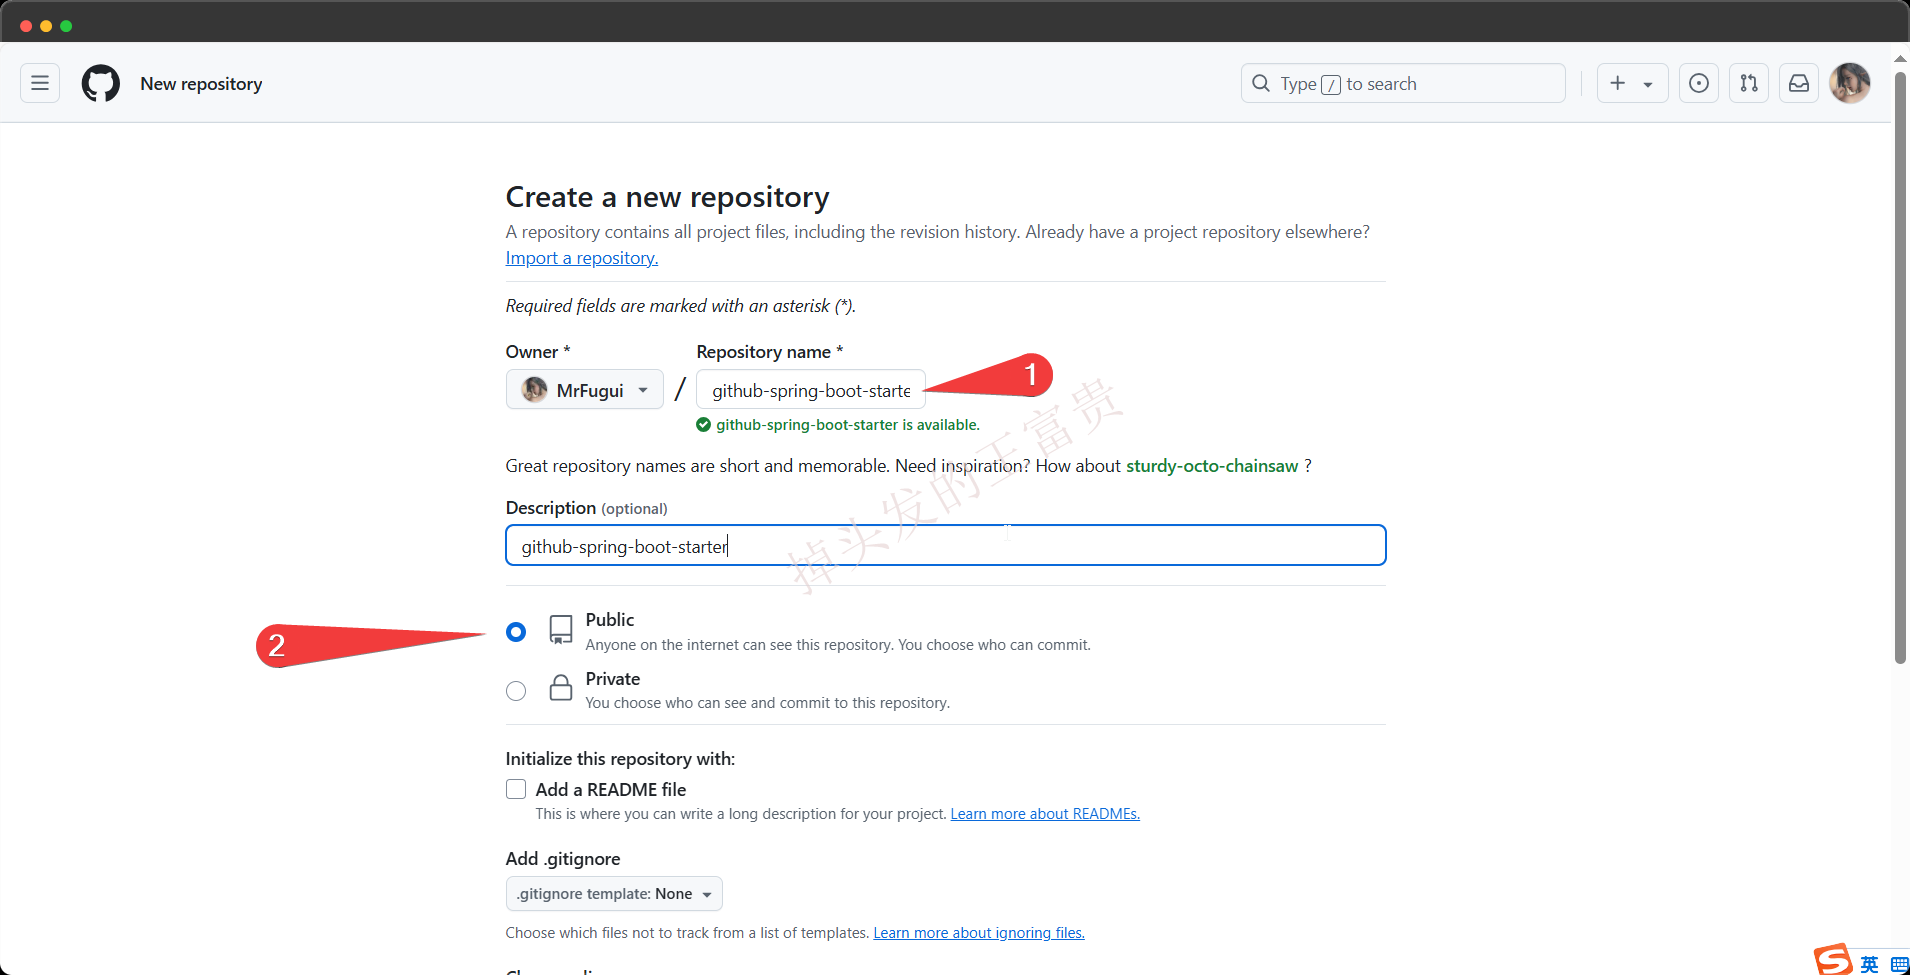 New repository
Type / to search
Create a new repository
A repository contains all project files, including the revision history. Already have a project repository elsewhere?
Import a repository.
Required fields are marked with an asterisk (*).
Owner * Repository name *
MrFugui / github-spring-boot-starte
1
github-spring-boot-starter is available.
Great repository names are short and memorable. Need inspiration? How about sturdy-octo-chainsaw ?
Description (optional)
github-spring-boot-starter
掉头发的王富贵
2
Public
Anyone on the internet can see this repository. You choose who can commit.
Private
You choose who can see and commit to this repository.
Initialize this repository with:
Add a README file
This is where you can write a long description for your project. Learn more about READMEs.
Add .gitignore
.gitignore template: None
Choose which files not to track from a list of templates. Learn more about ignoring files.
S 英